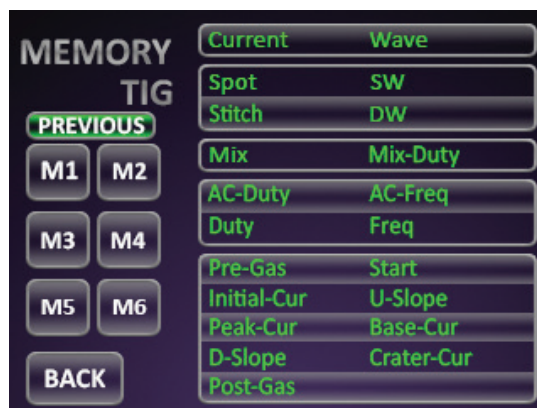 MEMORY
TIG
PREVIOUS
M1 M2
M3 M4
M5 M6
BACK
Current Wave
Spot SW
Stitch DW
Mix Mix-Duty
AC-Duty AC-Freq
Duty Freq
Pre-Gas Start
Initial-Cur U-Slope
Peak-Cur Base-Cur
D-Slope Crater-Cur
Post-Gas